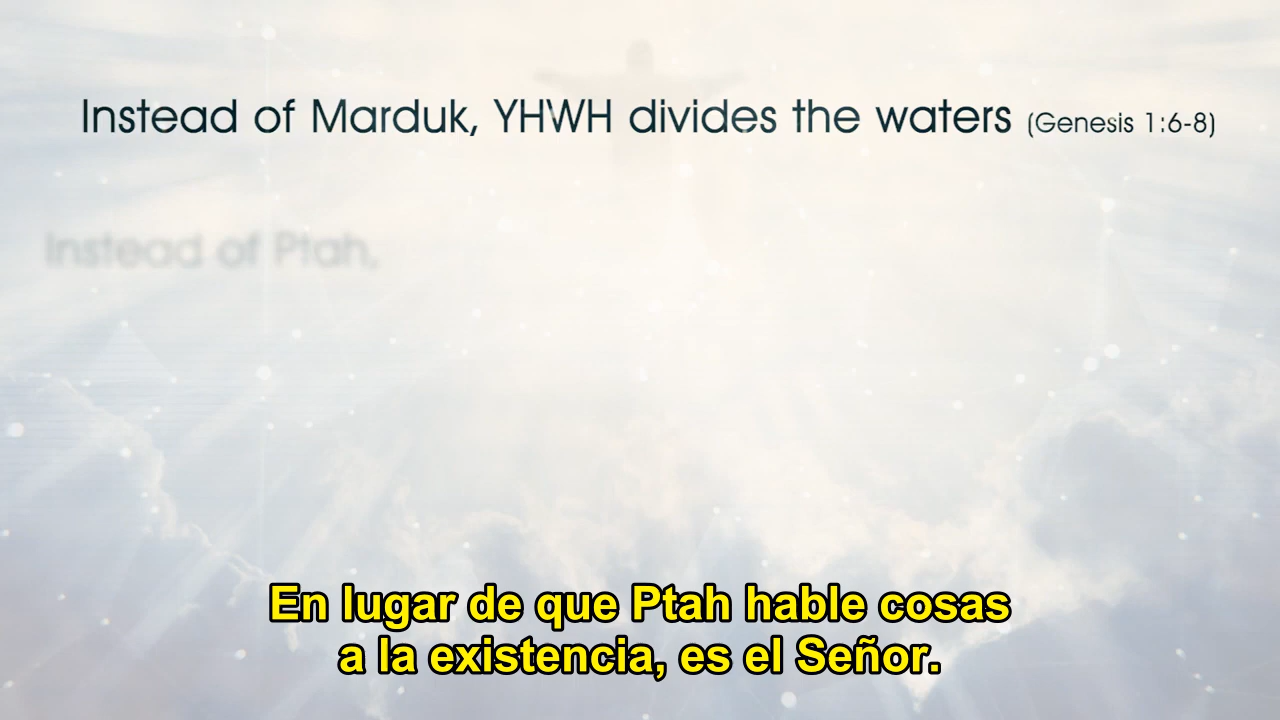 Instead of Marduk, YHWH divides the waters (Genesis 1:6-8)
Instead of Ptah,
En lugar de que Ptah hable cosas
a la existencia, es el Señor.